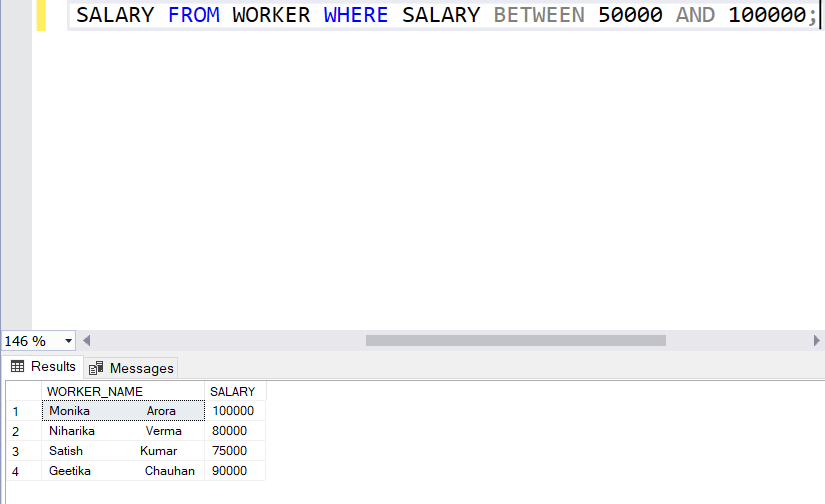 SALARY FROM WORKER WHERE SALARY BETWEEN 50000 AND 100000;
146 %
Results Messages
WORKER_NAME SALARY
1 Monika Arora 100000
2 Niharika Verma 80000
3 Satish Kumar 75000
4 Geetika Chauhan 90000